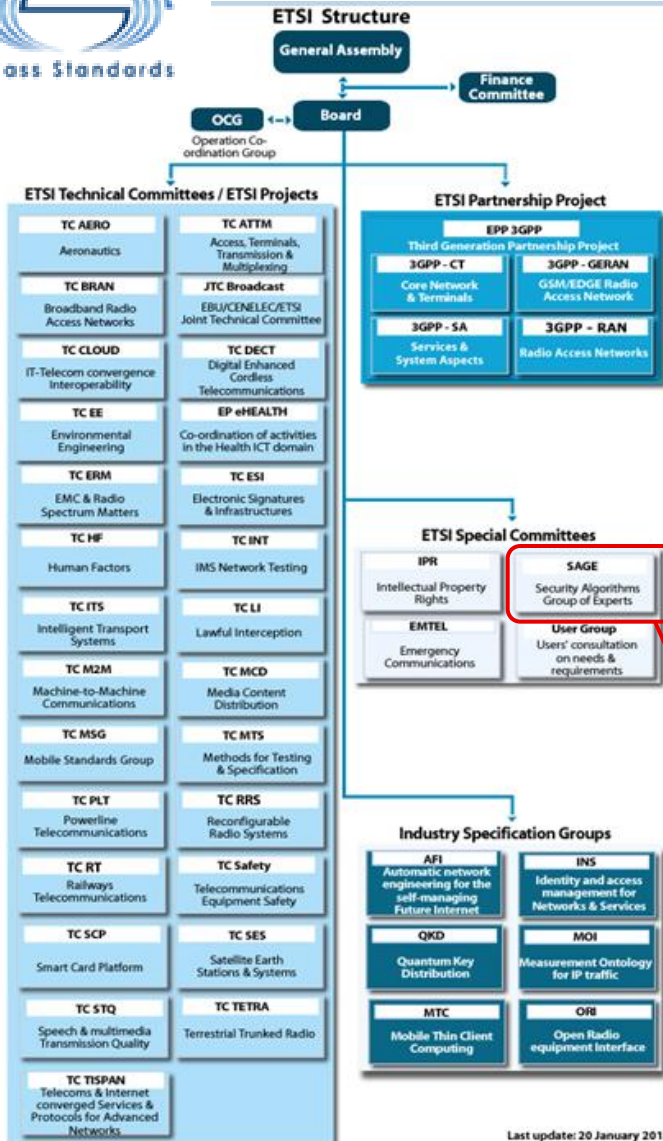 ass Standards
ETSI Structure
General Assembly
Finance
Committee
OCG
Board
Operation Co-
ordination Group
ETSI Technical Committees / ETSI Projects
TC AERO
Aeronautics
TC ATTM
Access, Terminals,
Transmission &
Multiplexing
TC BRAN
Broadband Radio
Access Networks
JTC Broadcast
EBU/CENELEC/ETSI
Joint Technical Committee
TC CLOUD
IT-Telecom convergence
Interoperability
TC DECT
Digital Enhanced
Cordless
Telecommunications
TC EE
Environmental
Engineering
EP eHEALTH
Co-ordination of activities
in the Health ICT domain
TC ERM
EMC & Radio
Spectrum Matters
TC ESI
Electronic Signatures
& Infrastructures
TC HF
Human Factors
TC INT
IMS Network Testing
TC ITS
Intelligent Transport
Systems
TC LI
Lawful Interception
TC M2M
Machine-to-Machine
Communications
TC MCD
Media Content
Distribution
TC MSG
Mobile Standards Group
TC MTS
Methods for Testing
& Specification
TC PLT
Powerline
Telecommunications
TC RRS
Reconfigurable
Radio Systems
TC RT
Railways
Telecommunications
TC Safety
Telecommunications
Equipment Safety
TC SCP
Smart Card Platform
TC SES
Satellite Earth
Stations & Systems
TC STQ
Speech & multimedia
Transmission Quality
TC TETRA
Terrestrial Trunked Radio
TC TISPAN
Telecoms & Internet
converged Services &
Protocols for Advanced
Networks
ETSI Partnership Project
EPP 3GPP
Third Generation Partnership Project
3GPP - CT
Core Network
& Terminals
3GPP - GERAN
GSM/EDGE Radio
Access Network
3GPP - SA
Services &
System Aspects
3GPP - RAN
Radio Access Networks
ETSI Special Committees
IPR
Intellectual Property
Rights
SAGE
Security Algorithms
Group of Experts
EMTEL
Emergency
Communications
User Group
Users' consultation
on needs &
requirements
Industry Specification Groups
AFI
Automatic network
engineering for the
self-managing
Future Internet
INS
Identity and access
management for
Networks & Services
QKD
Quantum Key
Distribution
MOI
Measurement Ontology
for IP traffic
MTC
Mobile Thin Client
Computing
ORI
Open Radio
equipment Interface
Last update: 20 January 201